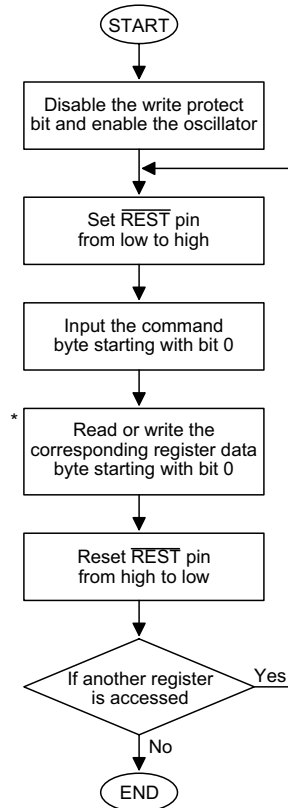 START
Disable the write protect
bit and enable the oscillator
Set REST pin
from low to high
Input the command
byte starting with bit 0
*
Read or write the
corresponding register data
byte starting with bit 0
Reset REST pin
from high to low
If another register
is accessed
Yes
No
END